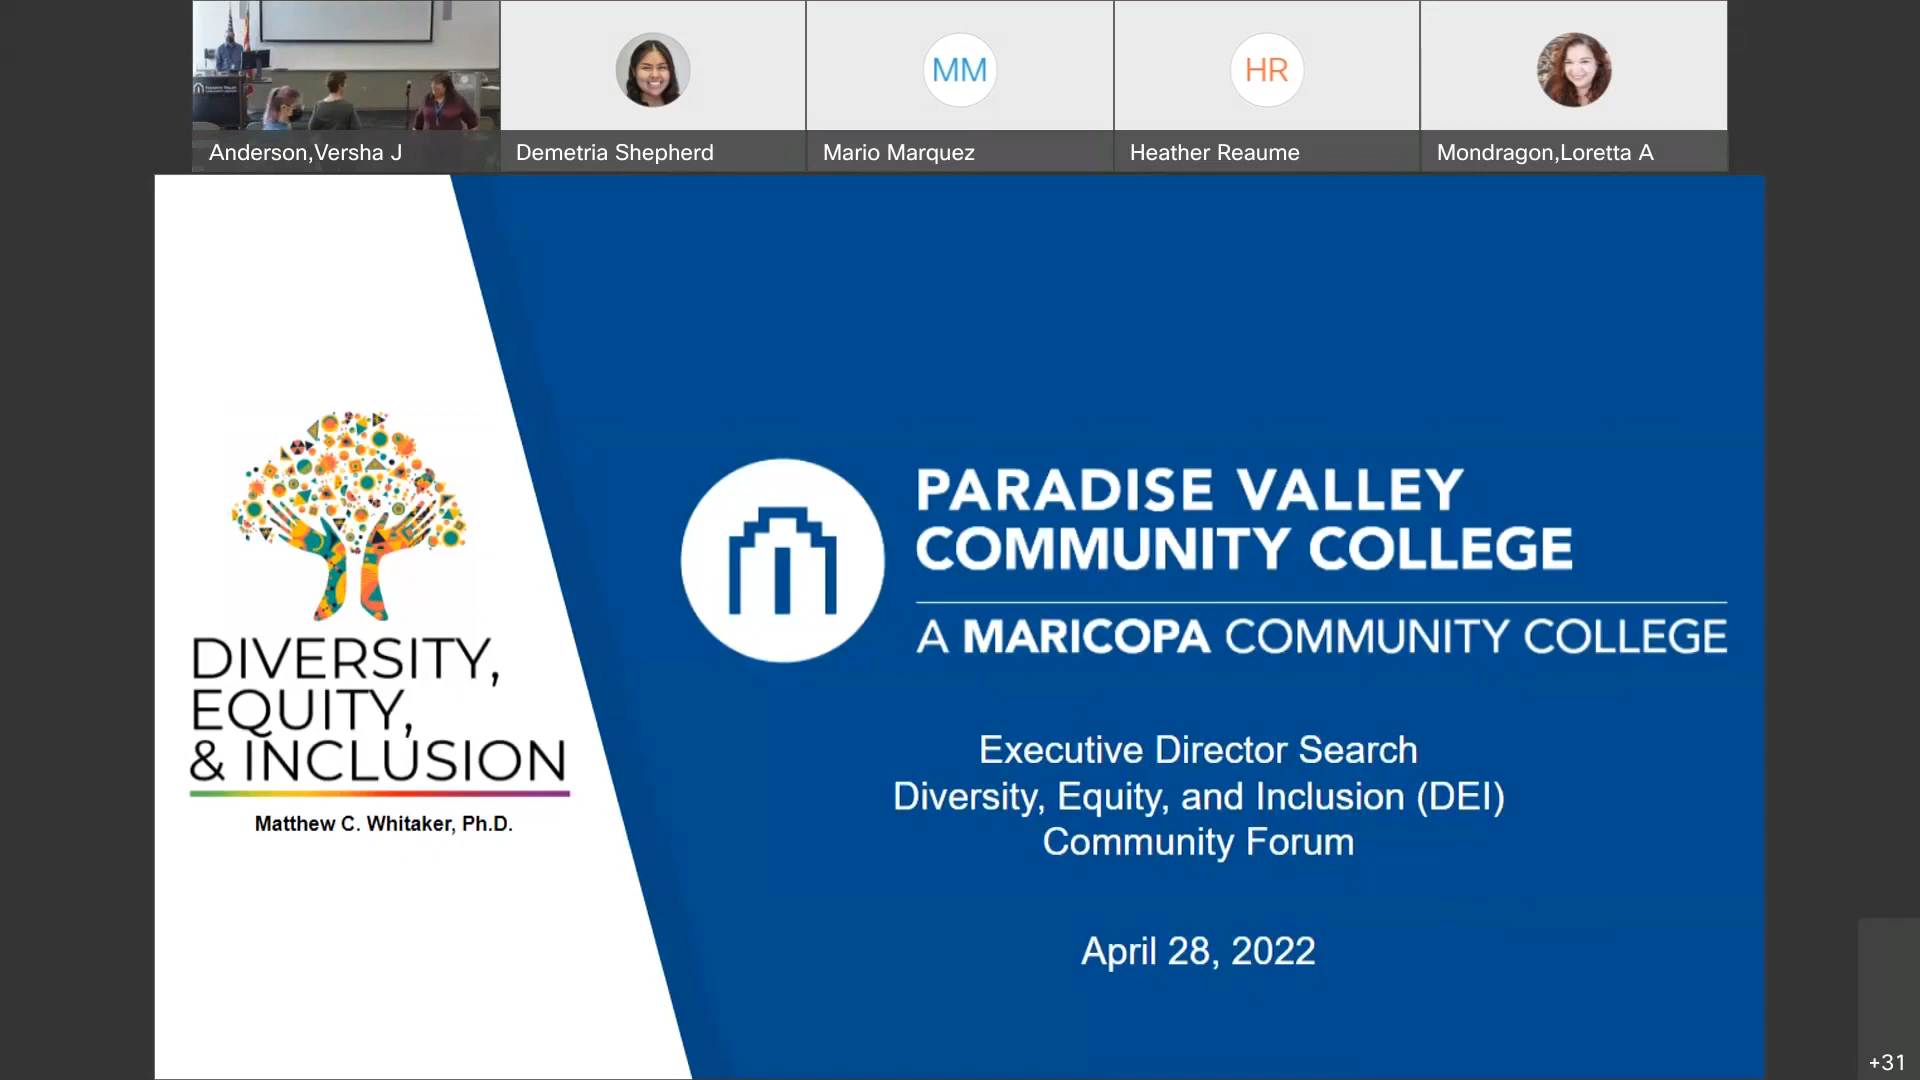 MM
HR
PARADISE VALLEY
Anderson,Versha J
Demetria Shepherd
Mario Marquez
Heather Reaume
Mondragon,Loretta A
DIVERSITY,
EQUITY,
& INCLUSION
Matthew C. Whitaker, Ph.D.
PARADISE VALLEY
COMMUNITY COLLEGE
A MARICOPA COMMUNITY COLLEGE
Executive Director Search
Diversity, Equity, and Inclusion (DEI)
Community Forum
April 28, 2022
+31